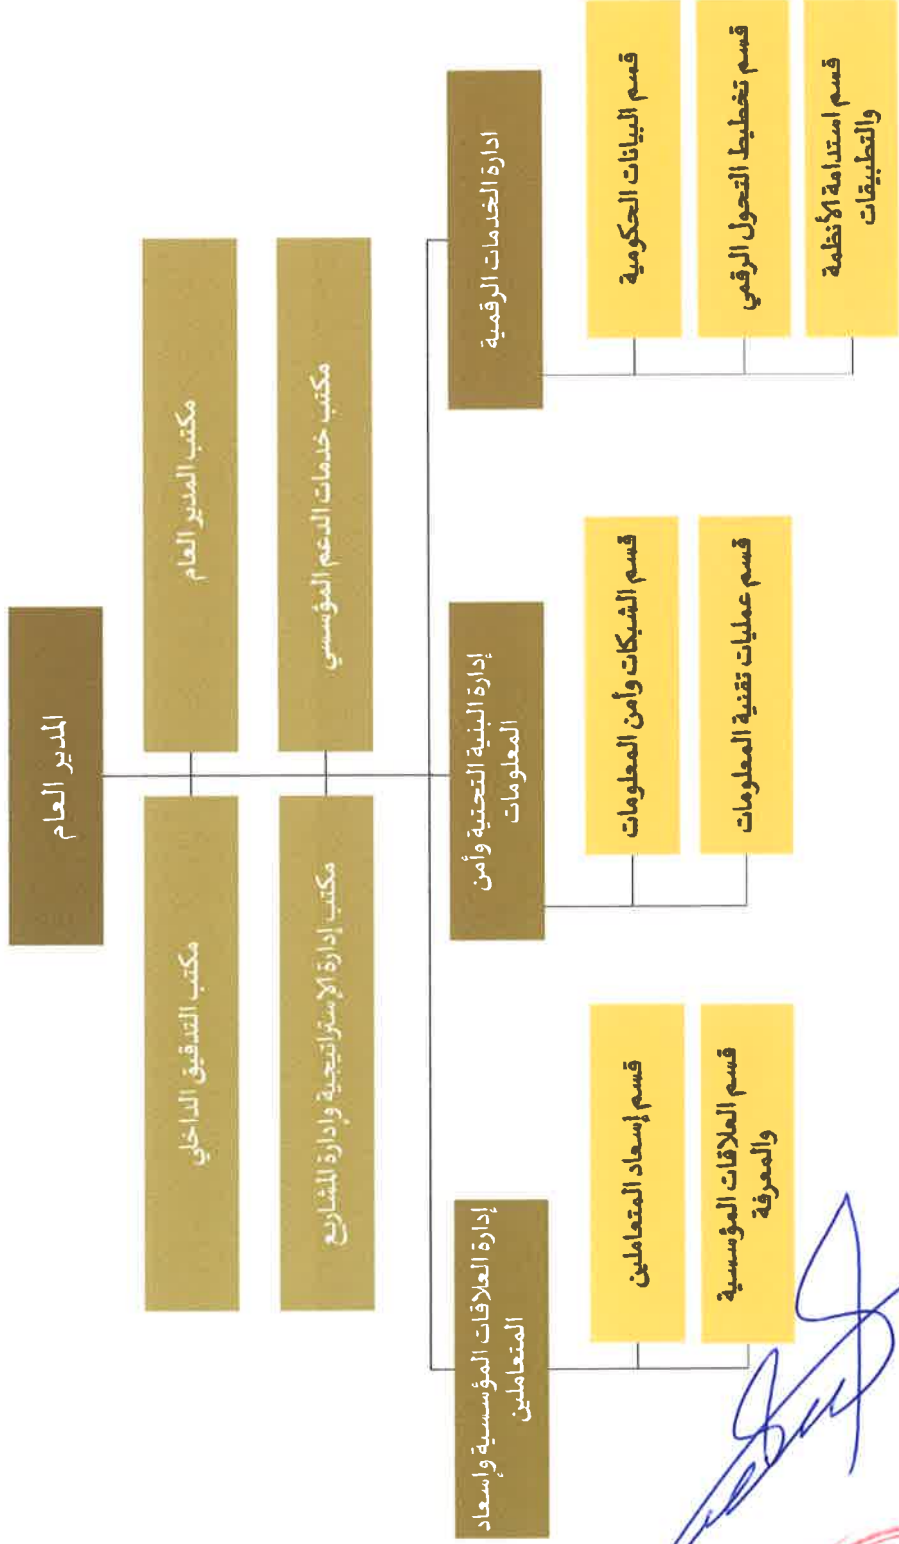 المدير العام
مكتب المدير العام
مكتب التدقيق الداخلي
مكتب خدمات الدعم المؤسسي
مكتب إدارة الإستراتيجية وإدارة المشاريع
ادارة الخدمات الرقمية
قسم البيانات الحكومية
قسم تخطيط التحول الرقمي
قسم استدامة الأنظمة
والتطبيقات
إدارة البنية التحتية وأمن
المعلومات
قسم الشبكات وأمن المعلومات
قسم عمليات تقنية المعلومات
إدارة العلاقات المؤسسية وإسعاد
المتعاملين
قسم إسعاد المتعاملين
قسم العلاقات المؤسسية
والمعرفة